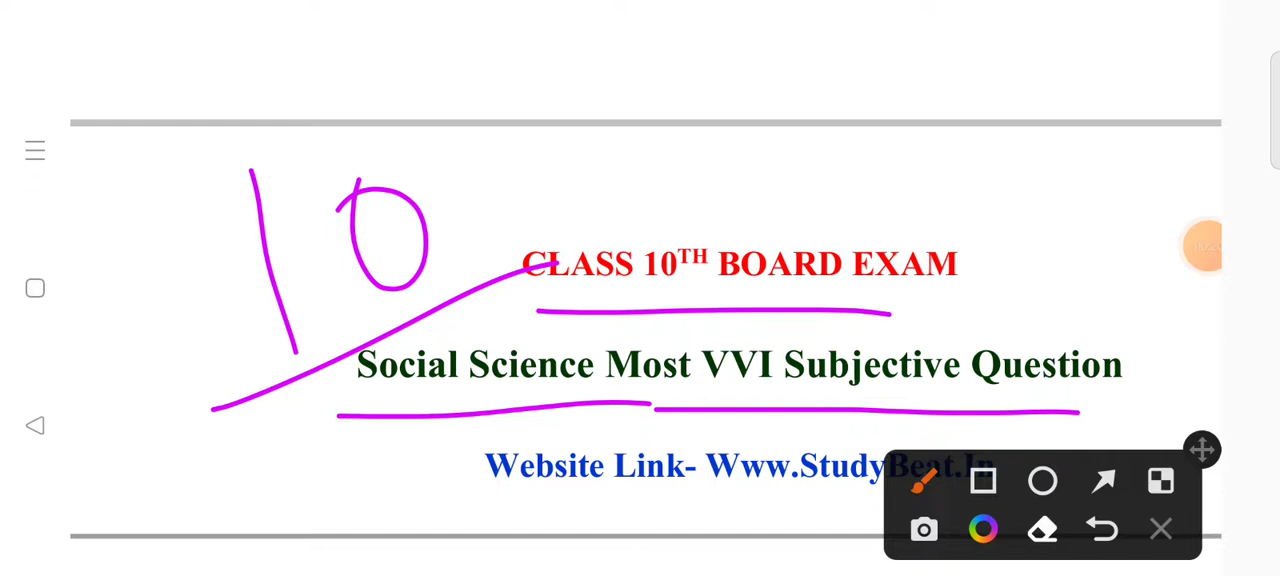 10
CLASS 10TH BOARD EXAM
Social Science Most VVI Subjective Question
Website Link- Www.StudyBeat.In